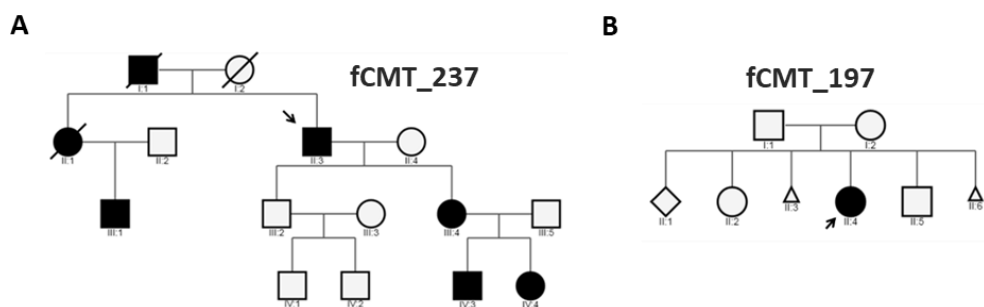 A
B
fCMT_237
fCMT_197
I:1
I:2
I:1
I:2
II:1
II:2
II:3
II:4
II:1
II:2
II:3
II:4
II:5
II:6
III:1
III:2
III:3
III:4
III:5
IV:1
IV:2
IV:3
IV:4